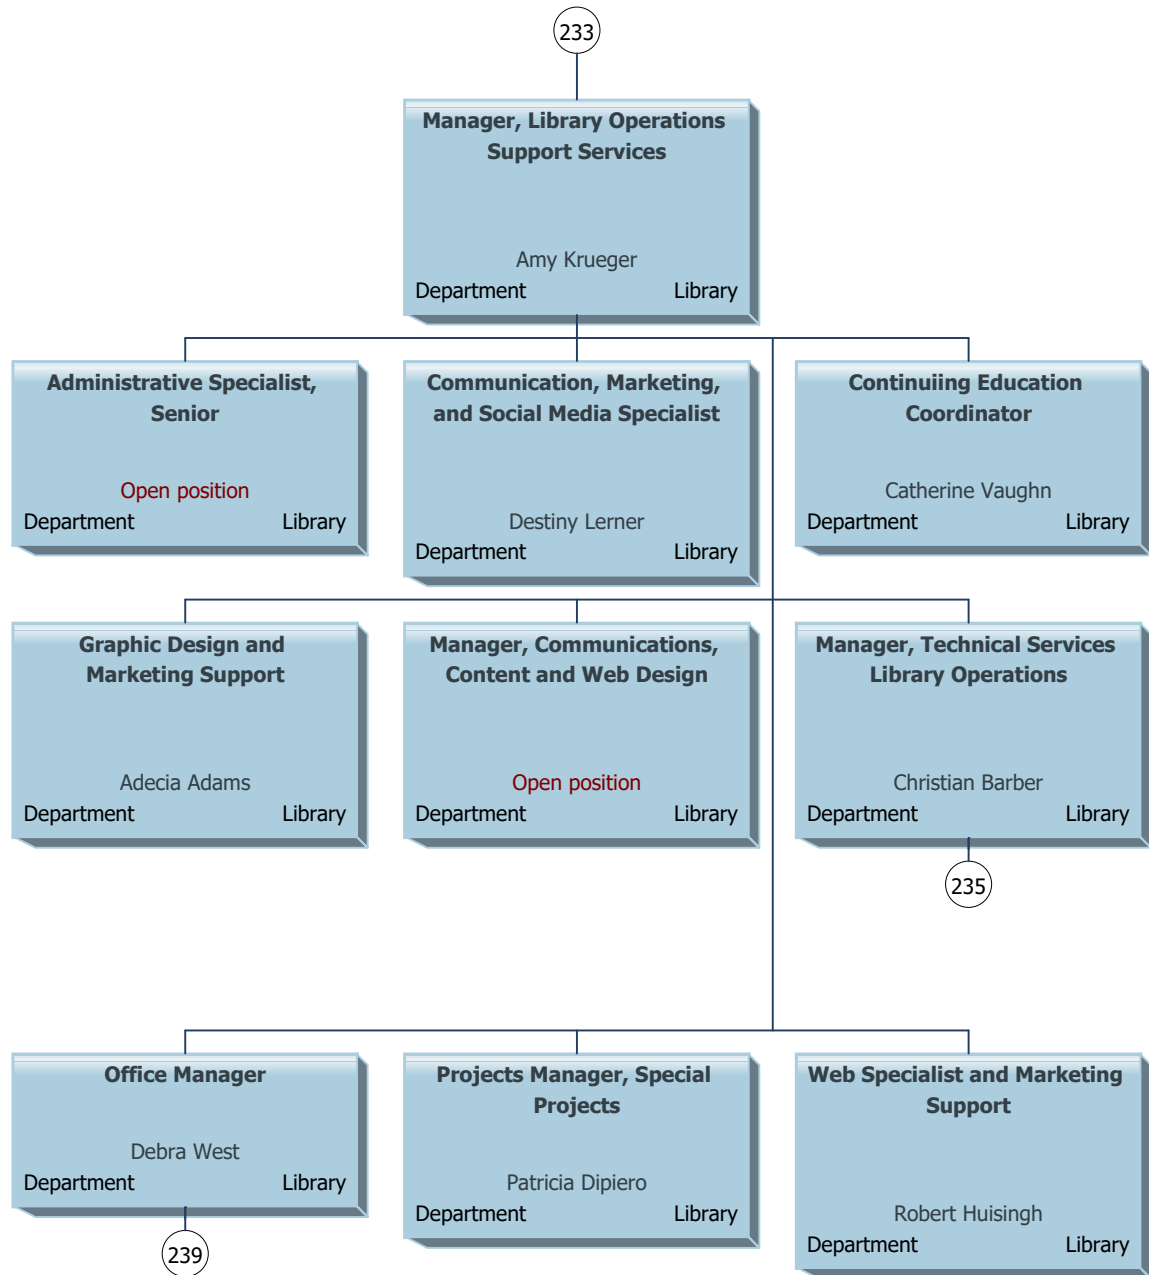 233
Manager, Library Operations
Support Services
Amy Krueger
Department Library
Administrative Specialist,
Senior
Open position
Department Library
Communication, Marketing,
and Social Media Specialist
Destiny Lerner
Department Library
Continuiing Education
Coordinator
Catherine Vaughn
Department Library
Graphic Design and
Marketing Support
Adecia Adams
Department Library
Manager, Communications,
Content and Web Design
Open position
Department Library
Manager, Technical Services
Library Operations
Christian Barber
Department Library
235
Office Manager
Debra West
Department Library
239
Projects Manager, Special
Projects
Patricia Dipiero
Department Library
Web Specialist and Marketing
Support
Robert Huisingh
Department Library